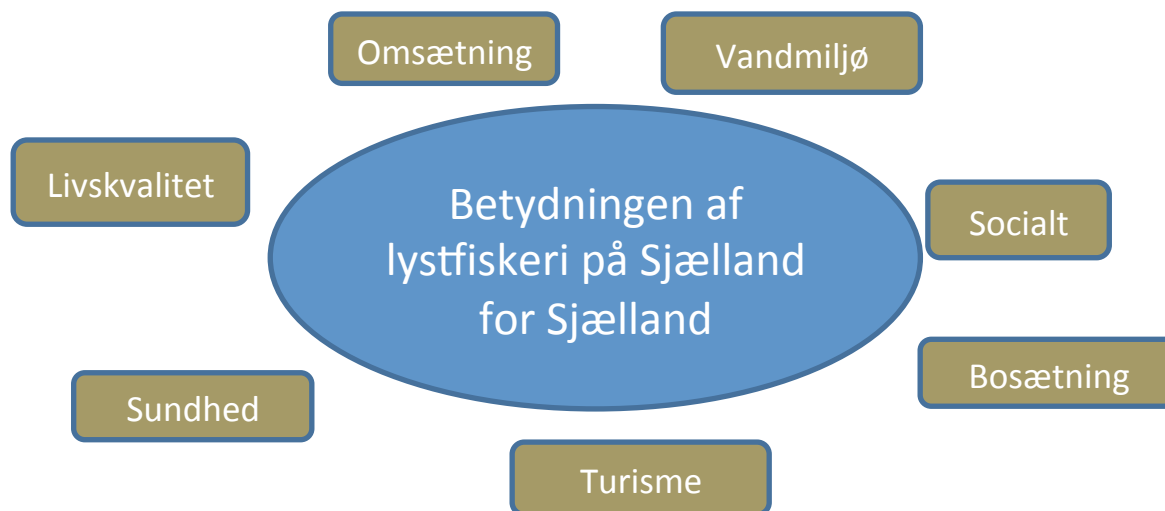 Omsætning
Vandmiljø
Livskvalitet
Betydningen af
lystfiskeri på Sjælland
for Sjælland
Socialt
Bosætning
Sundhed
Turisme